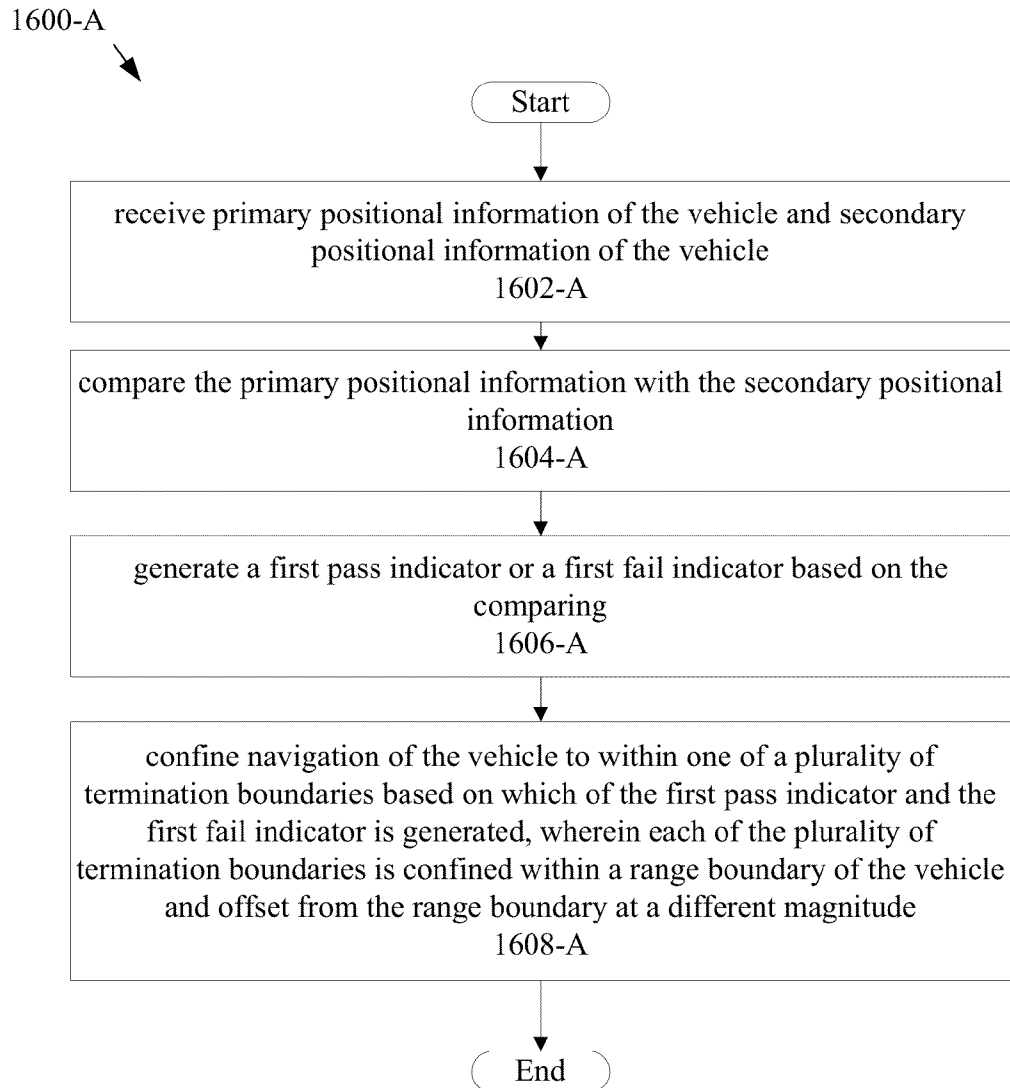 1600-A
Start
receive primary positional information of the vehicle and secondary
positional information of the vehicle
1602-A
compare the primary positional information with the secondary positional
information
1604-A
generate a first pass indicator or a first fail indicator based on the
comparing
1606-A
confine navigation of the vehicle to within one of a plurality of
termination boundaries based on which of the first pass indicator and the
first fail indicator is generated, wherein each of the plurality of
termination boundaries is confined within a range boundary of the vehicle
and offset from the range boundary at a different magnitude
1608-A
End